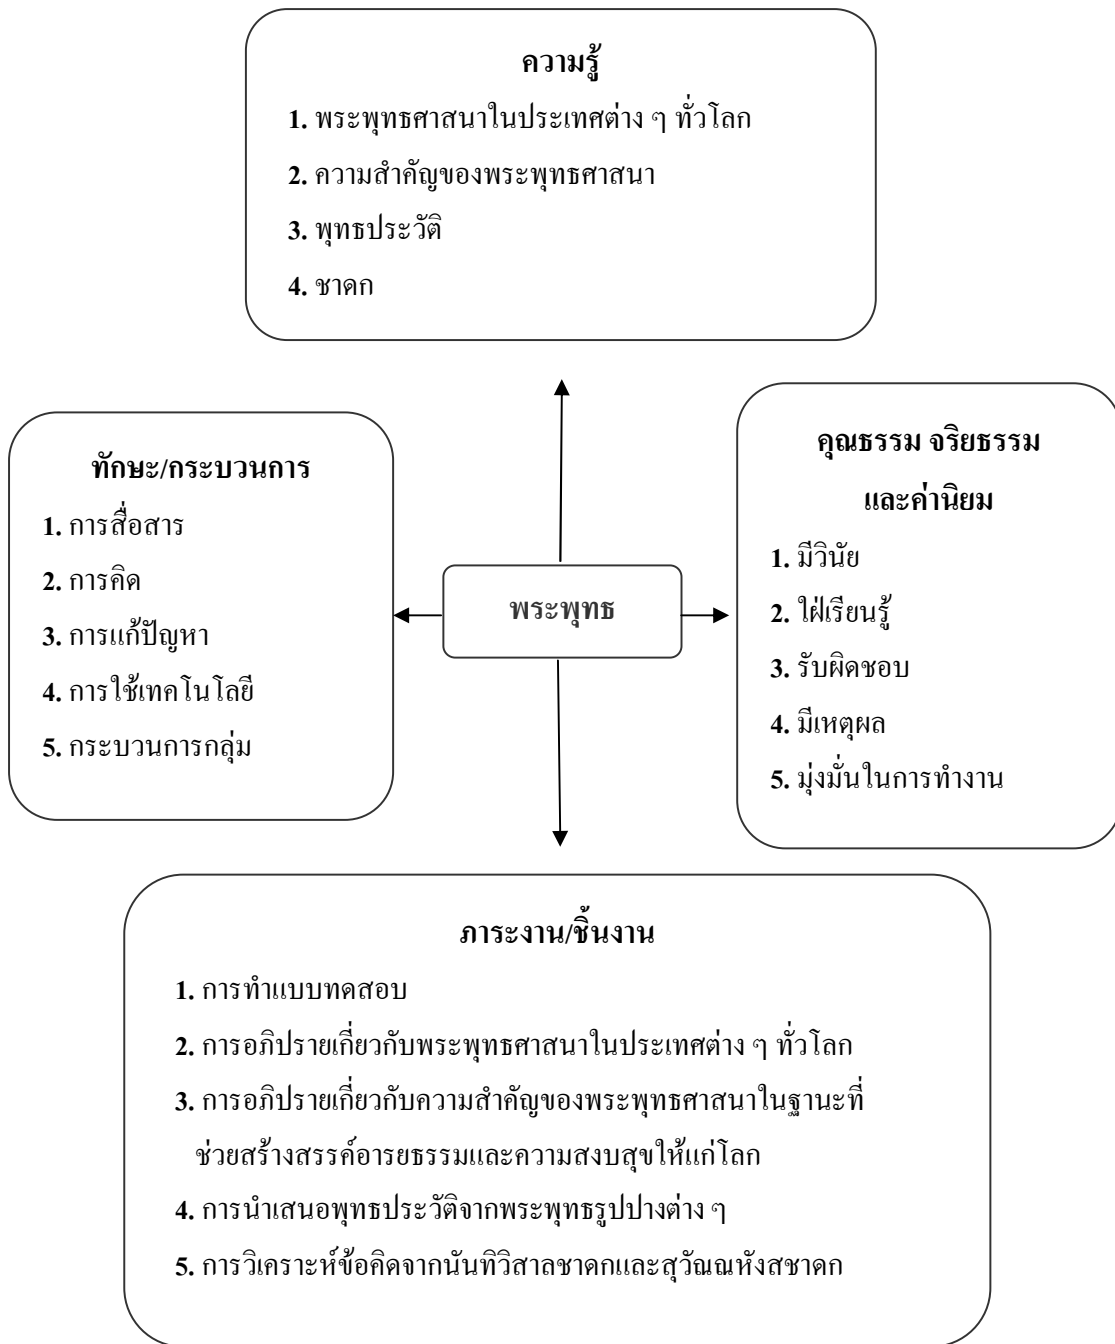 ความรู้
1. พระพุทธศาสนาในประเทศต่าง ๆ ทั่วโลก
2. ความสำคัญของพระพุทธศาสนา
3. พุทธประวัติ
4. ชาดก
ทักษะ/กระบวนการ
1. การสื่อสาร
2. การคิด
3. การแก้ปัญหา
4. การใช้เทคโนโลยี
5. กระบวนการกลุ่ม
พระพุทธ
คุณธรรม จริยธรรม
และค่านิยม
1. มีวินัย
2. ใฝ่เรียนรู้
3. รับผิดชอบ
4. มีเหตุผล
5. มุ่งมั่นในการทำงาน
ภาระงาน/ชิ้นงาน
1. การทำแบบทดสอบ
2. การอภิปรายเกี่ยวกับพระพุทธศาสนาในประเทศต่าง ๆ ทั่วโลก
3. การอภิปรายเกี่ยวกับความสำคัญของพระพุทธศาสนาในฐานะที่
ช่วยสร้างสรรค์อารยธรรมและความสงบสุขให้แก่โลก
4. การนำเสนอพุทธประวัติจากพระพุทธรูปปางต่าง ๆ
5. การวิเคราะห์ข้อคิดจากนันทิวิสาลชาดกและสุวัณณหังสชาดก